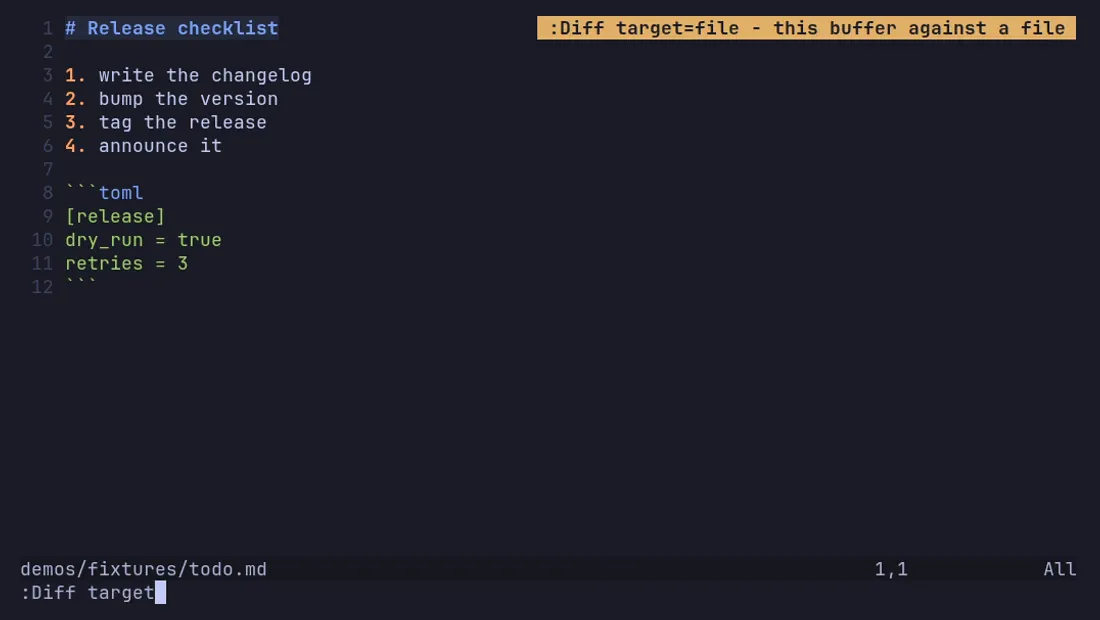 1 # Release checklist :Diff target=file - this buffer against a file
2
3 1. write the changelog
4 2. bump the version
5 3. tag the release
6 4. announce it
7
8 ```toml
9 [release]
10 dry_run = true
11 retries = 3
12 ```
demos/fixtures/todo.md 1,1 All
:Diff target